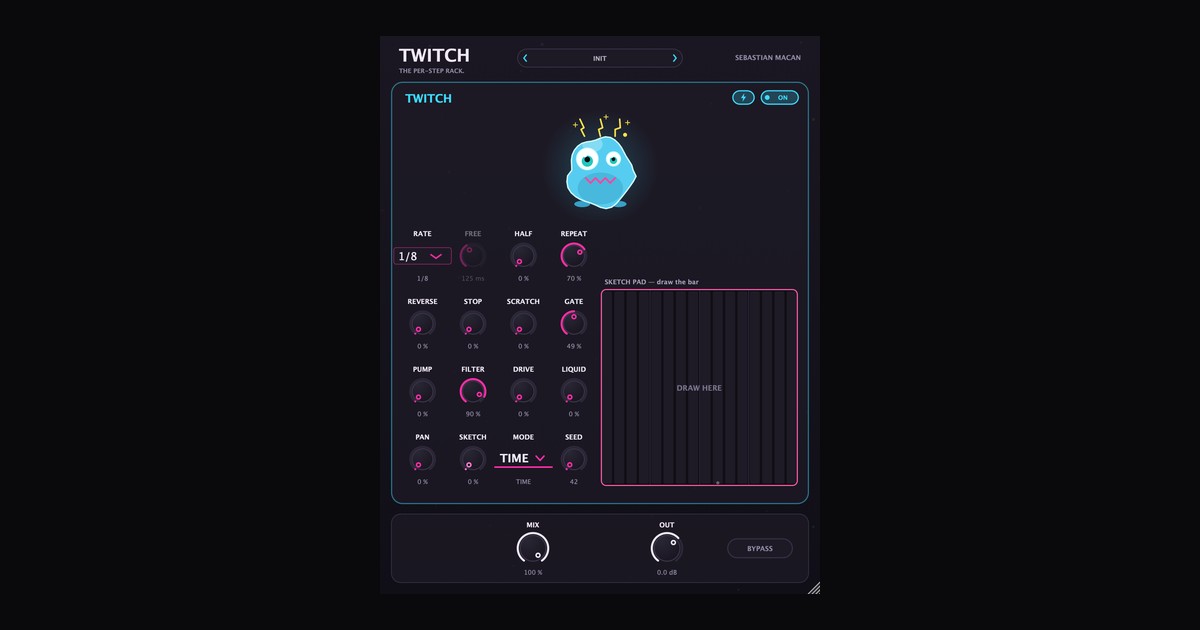 TWITCH
THE PER-STEP RACK.
INIT
SEBASTIAN MACAN
TWITCH
ON
RATE FREE HALF REPEAT
1/8
1/8 125 ms 0 % 70 %
SKETCH PAD — draw the bar
REVERSE STOP SCRATCH GATE
0 % 0 % 0 % 49 %
PUMP FILTER DRIVE LIQUID
DRAW HERE
0 % 90 % 0 % 0 %
PAN SKETCH MODE SEED
TIME
0 % 0 % TIME 42
MIX OUT
BYPASS
100 % 0.0 dB